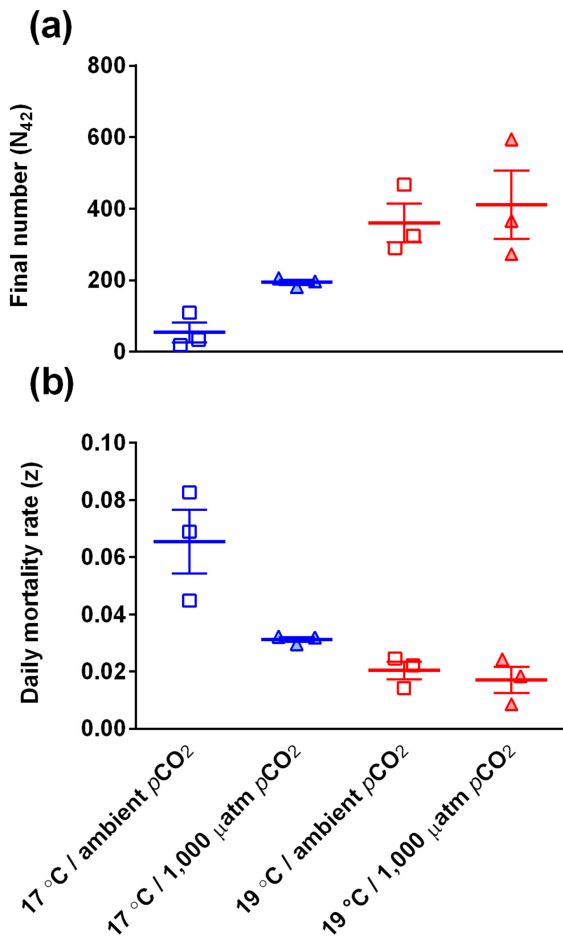 (a)
Final number (N42)
800
600
400
200
0
(b)
Daily mortality rate (z)
0.10
0.08
0.06
0.04
0.02
0.00
17 °C / ambient pCO2
17 °C / 1,000 μatm pCO2
19 °C / ambient pCO2
19 °C / 1,000 μatm pCO2